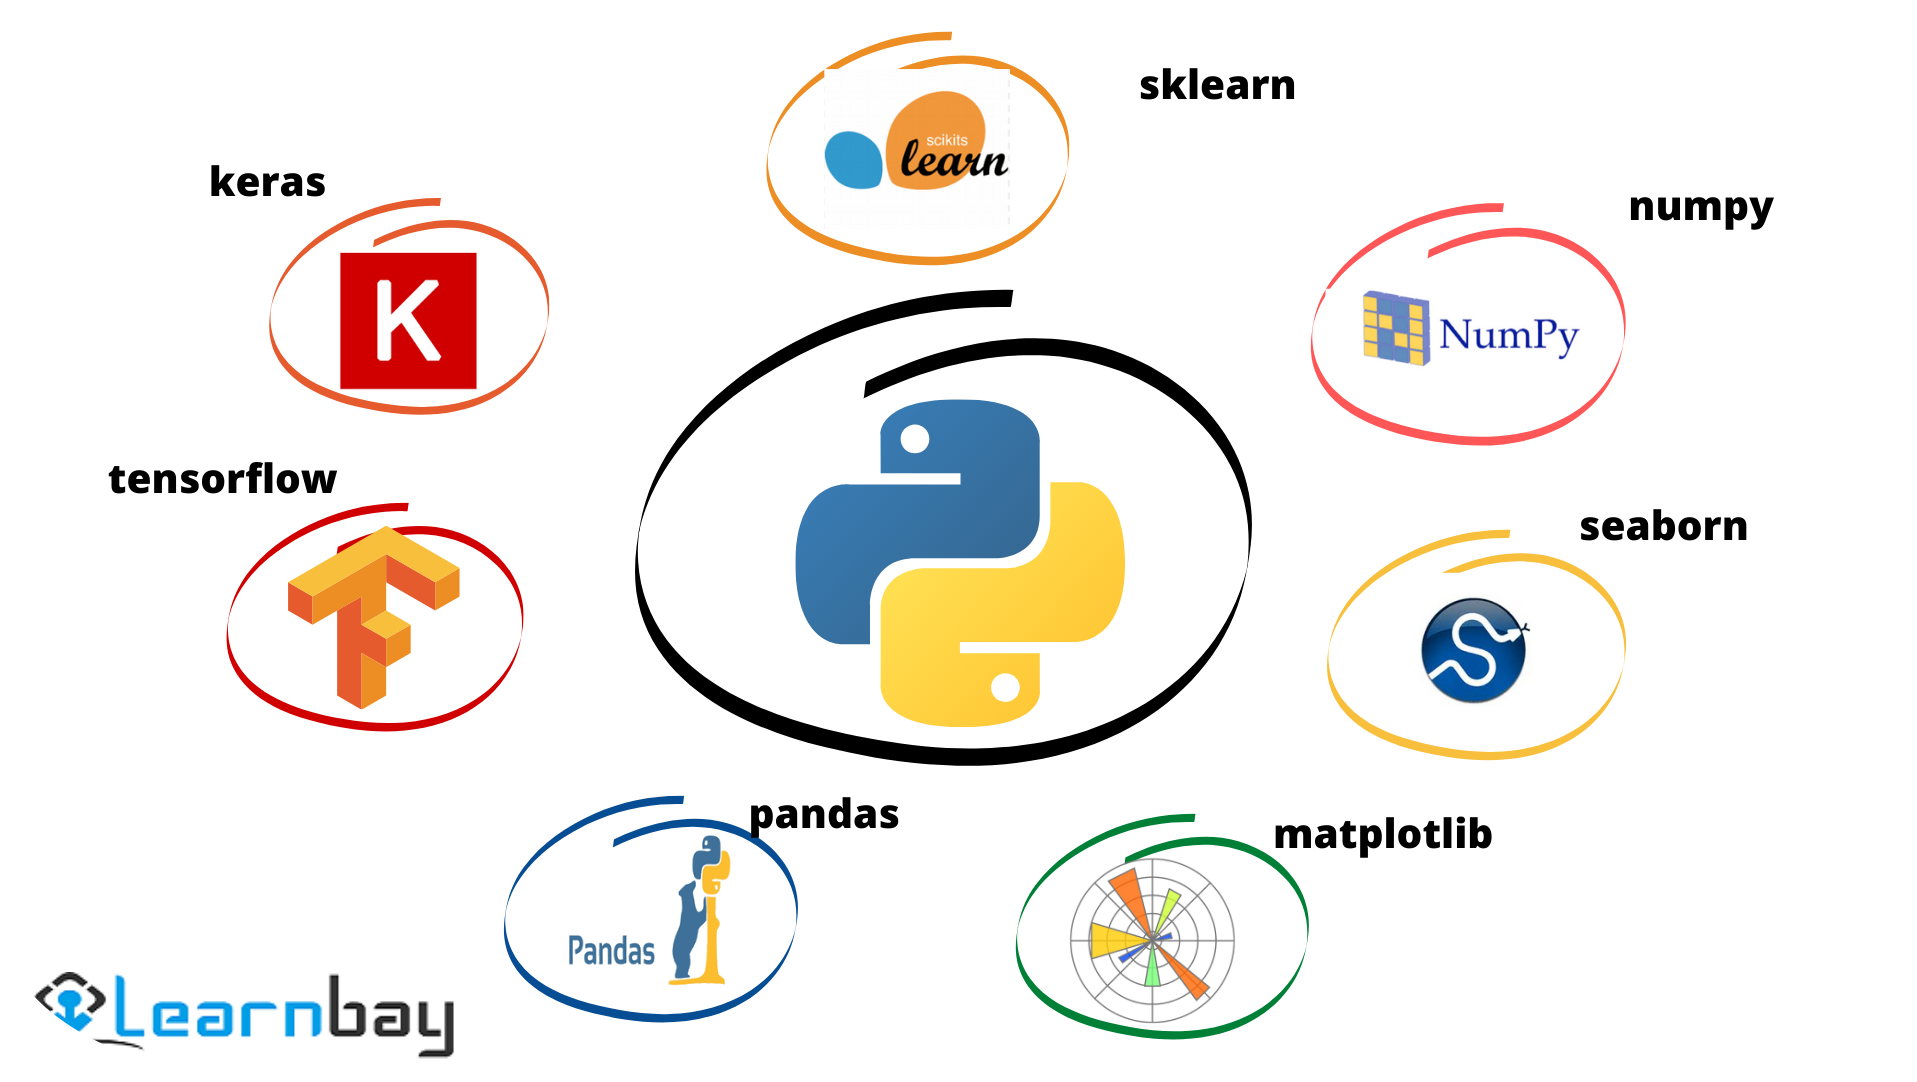 sklearn
scikits
learn
keras
K
numpy
NumPy
tensorflow
seaborn
pandas
Pandas
matplotlib
Learnbay